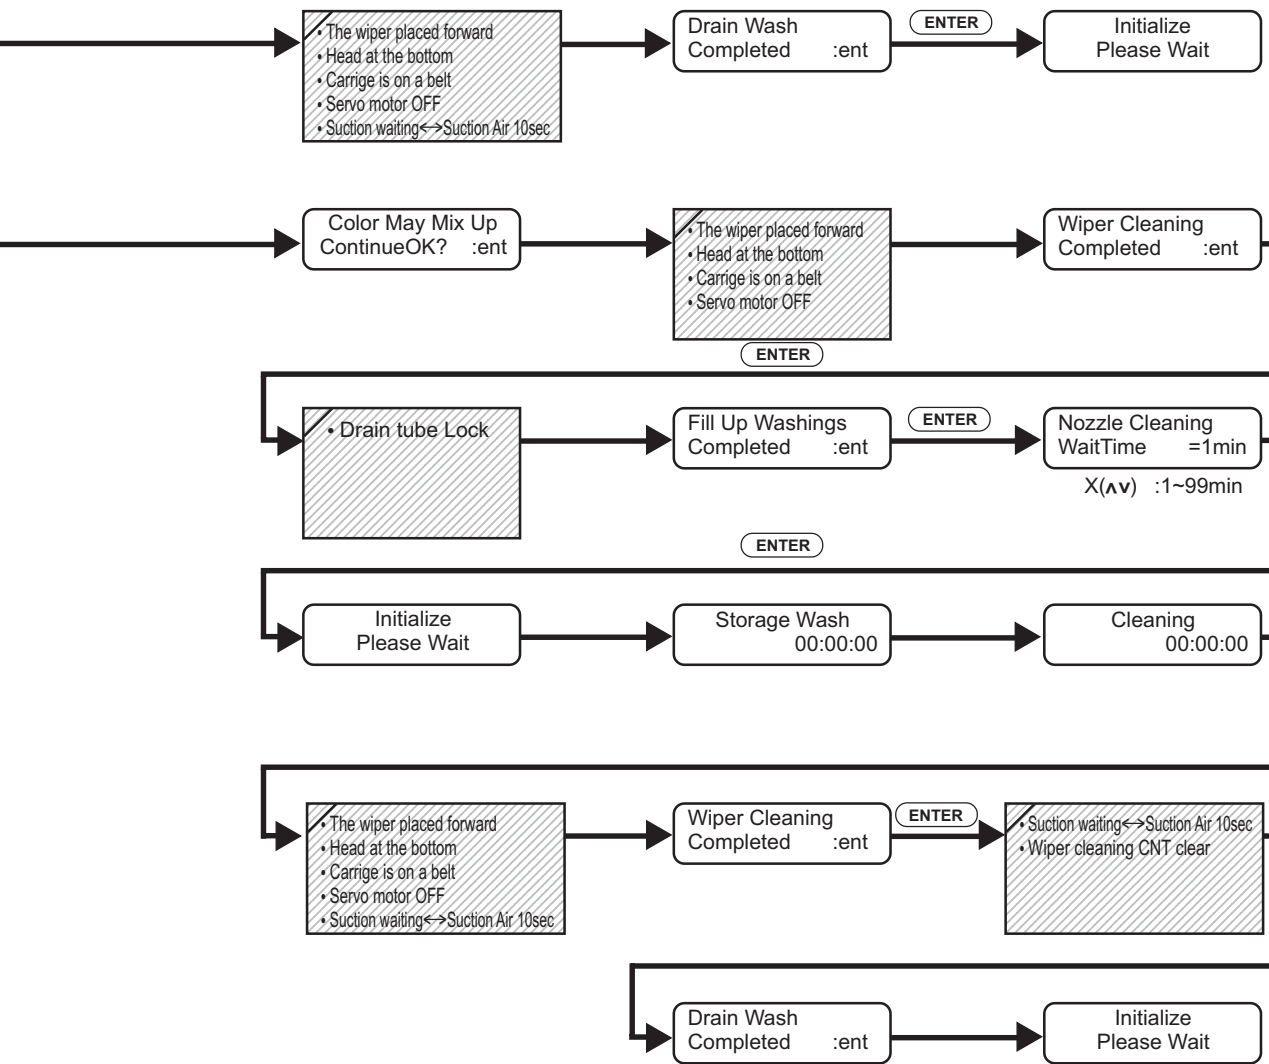 • The wiper placed forward
• Head at the bottom
• Carrige is on a belt
• Servo motor OFF
• Suction waiting↔Suction Air 10sec
Drain Wash
Completed :ent
ENTER
Initialize
Please Wait
Color May Mix Up
ContinueOK? :ent
• The wiper placed forward
• Head at the bottom
• Carrige is on a belt
• Servo motor OFF
Wiper Cleaning
Completed :ent
ENTER
• Drain tube Lock
Fill Up Washings
Completed :ent
ENTER
Nozzle Cleaning
WaitTime =1min
X(∧∨) :1~99min
ENTER
Initialize
Please Wait
Storage Wash
00:00:00
Cleaning
00:00:00
• The wiper placed forward
• Head at the bottom
• Carrige is on a belt
• Servo motor OFF
• Suction waiting↔Suction Air 10sec
Wiper Cleaning
Completed :ent
ENTER
• Suction waiting↔Suction Air 10sec
• Wiper cleaning CNT clear
Drain Wash
Completed :ent
Initialize
Please Wait